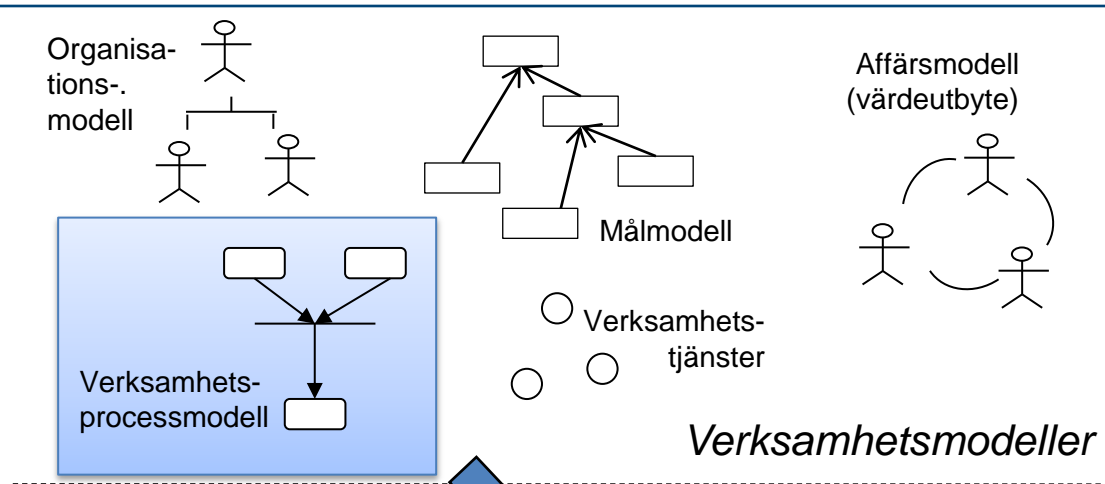 Organisa-
tions-.
modell
Affärsmodell
(värdeutbyte)
Målmodell
Verksamhets-
tjänster
Verksamhets-
processmodell
Verksamhetsmodeller